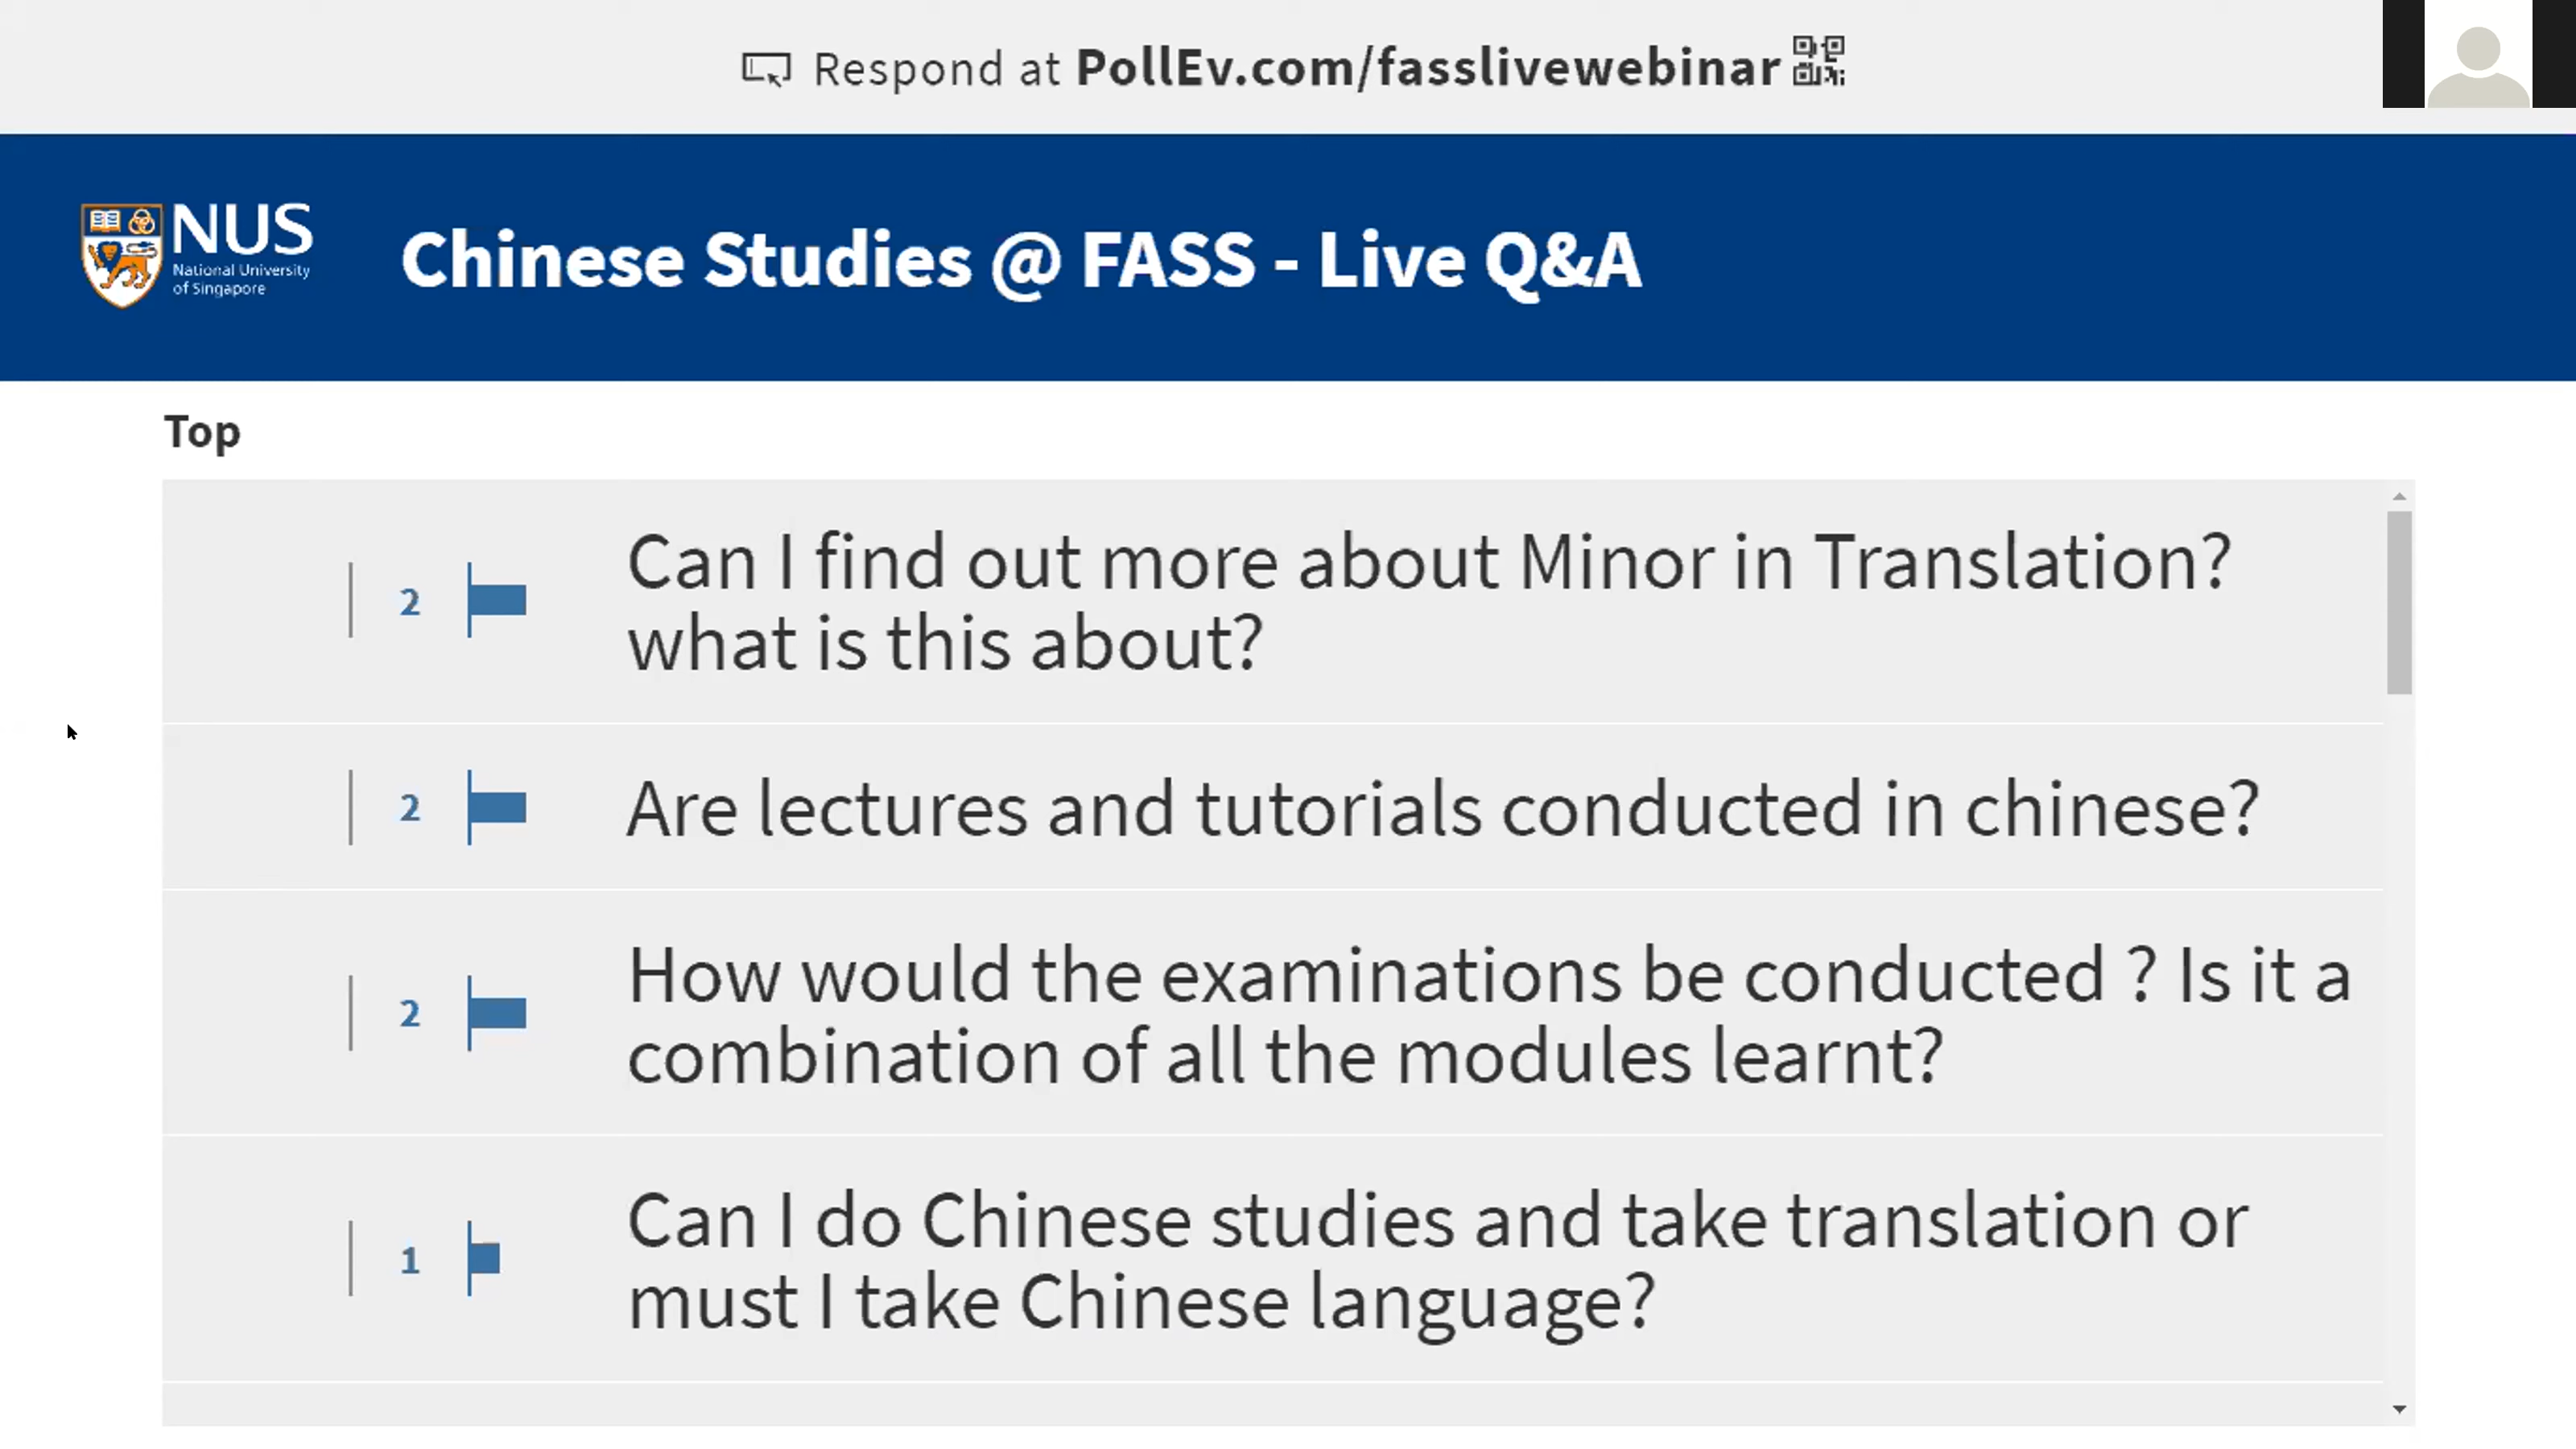 Respond at PollEv.com/fasslivewebinar
NUS
National University
of Singapore
Chinese Studies @ FASS - Live Q&A
Top
2
Can I find out more about Minor in Translation?
what is this about?
2
Are lectures and tutorials conducted in chinese?
2
How would the examinations be conducted ? Is it a
combination of all the modules learnt?
1
Can I do Chinese studies and take translation or
must I take Chinese language?